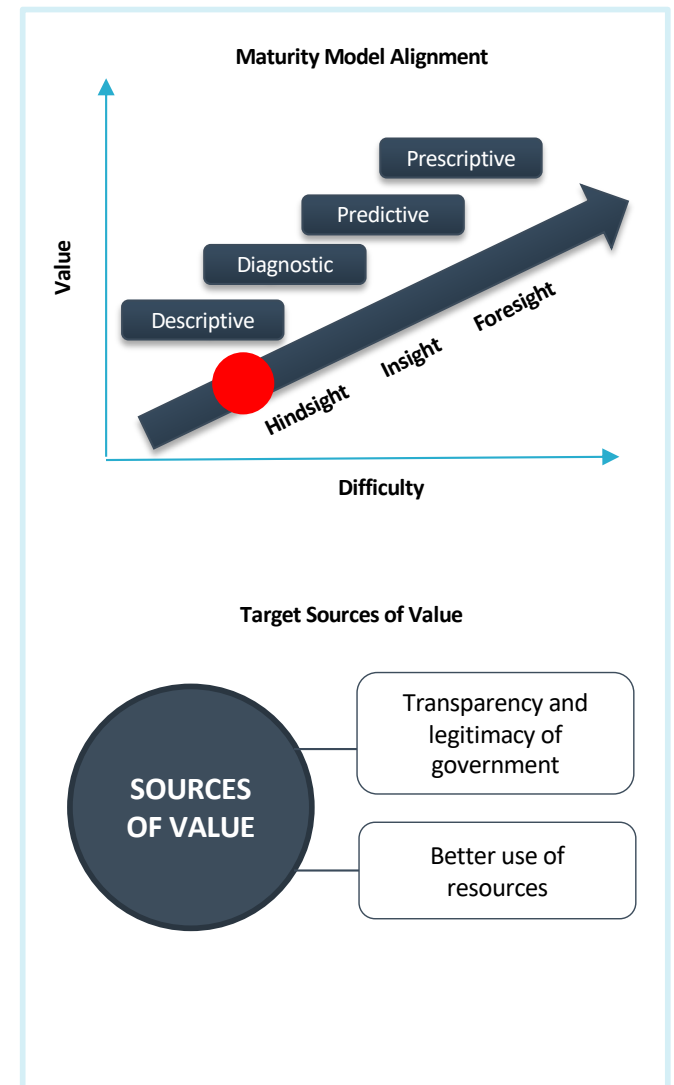 Maturity Model Alignment
Prescriptive
Predictive
Diagnostic
Descriptive
Value
Hindsight
Insight
Foresight
Difficulty
Target Sources of Value
SOURCES
OF VALUE
Transparency and
legitimacy of
government
Better use of
resources